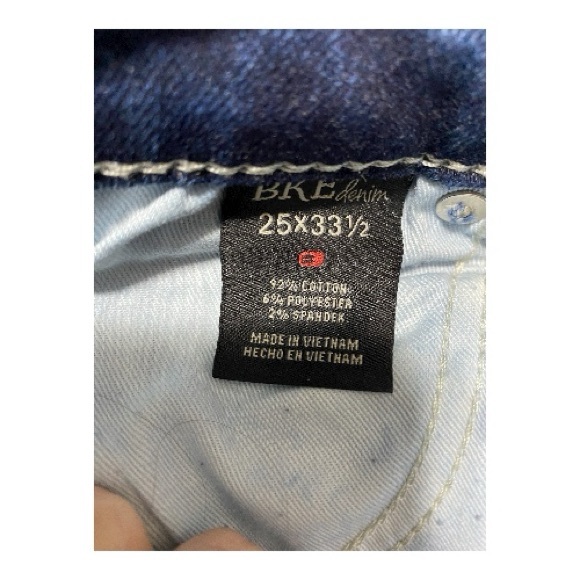 BKE denim
25X33½
92% COTTON
6% POLYESTER
2% SPANDEX
MADE IN VIETNAM
HECHO EN VIETNAM